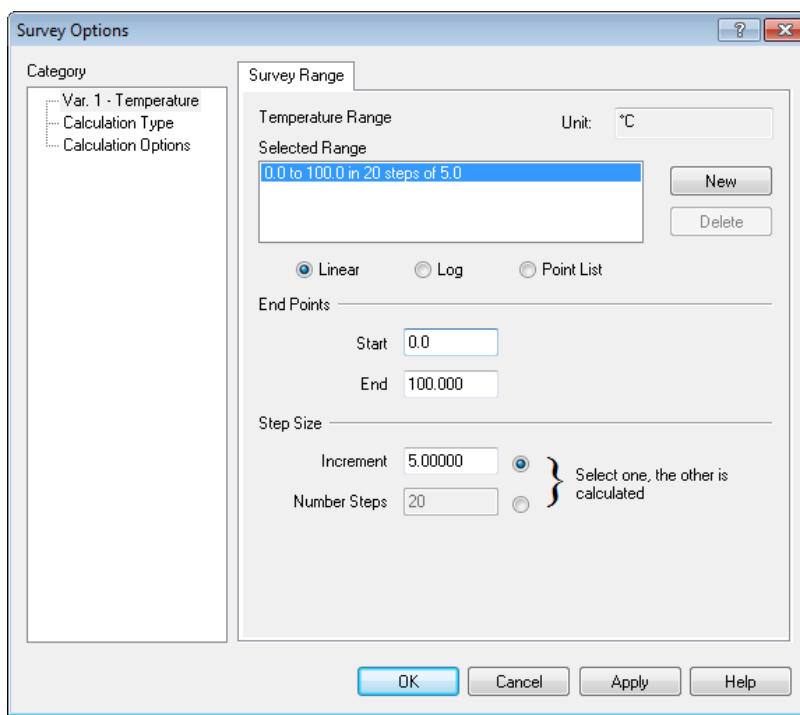 Survey Options
Category
Var. 1 - Temperature
Calculation Type
Calculation Options
Survey Range
Temperature Range
Unit: °C
Selected Range
0.0 to 100.0 in 20 steps of 5.0
New
Delete
Linear Log Point List
End Points
Start 0.0
End 100.000
Step Size
Increment 5.00000
Number Steps 20
Select one, the other is
calculated
OK Cancel Apply Help